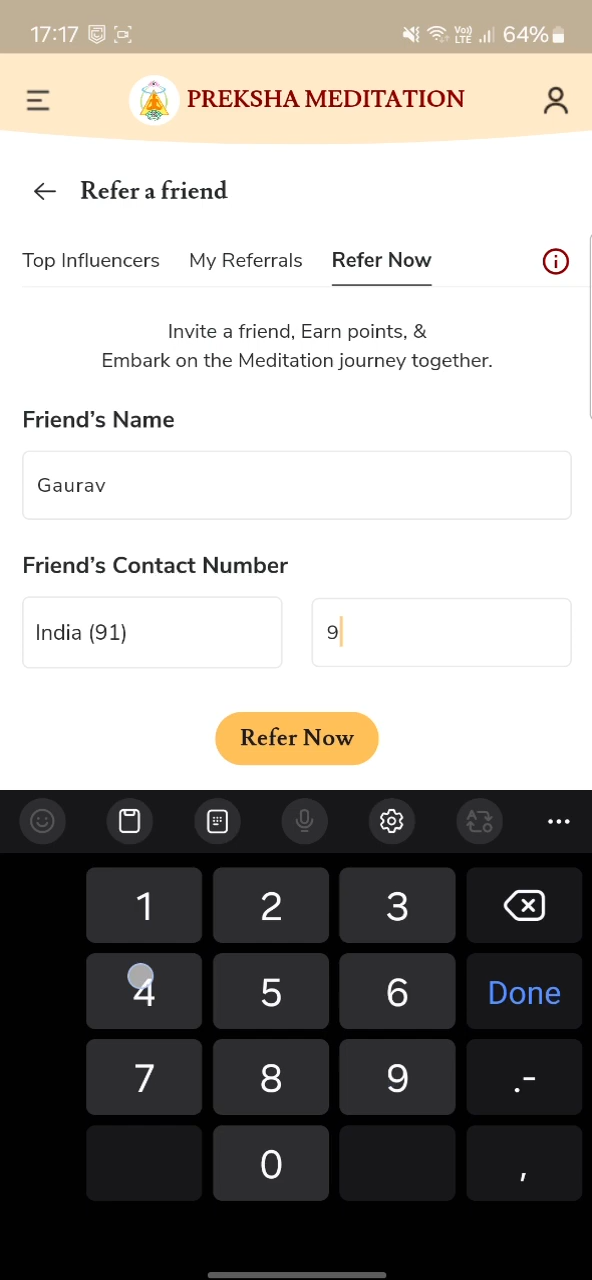 17:17 Vo)) LTE 64%
PREKSHA MEDITATION
Refer a friend
Top Influencers My Referrals Refer Now
Invite a friend, Earn points, &
Embark on the Meditation journey together.
Friend's Name
Gaurav
Friend's Contact Number
India (91) 9
Refer Now
1 2 3
4 5 6 Done
7 8 9 .-
0 ,